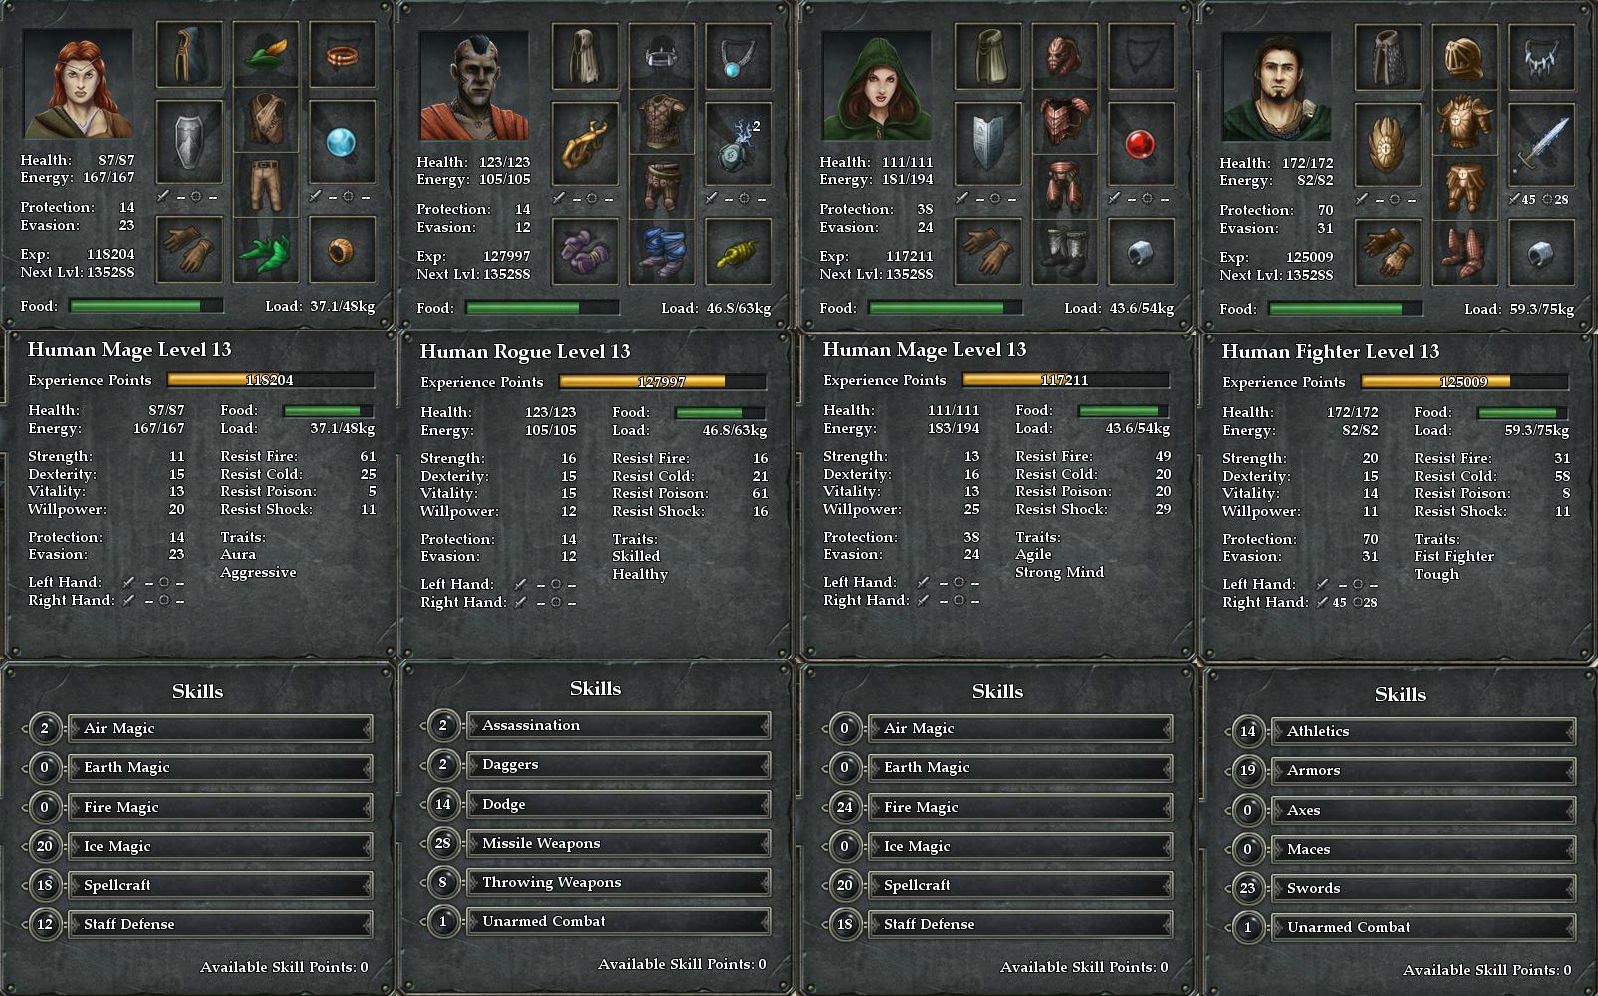 Health: 87/87
Energy: 167/167
Protection: 14
Evasion: 23
Exp: 118204
Next Lvl: 135288
Food:
Load: 37.1/48kg
Health: 123/123
Energy: 105/105
Protection: 14
Evasion: 12
Exp: 127997
Next Lvl: 135288
Food:
Load: 46.8/63kg
2
-- --
-- --
-- --
-- --
Health: 111/111
Energy: 181/194
Protection: 38
Evasion: 24
Exp: 117211
Next Lvl: 135288
Food:
Load: 43.6/54kg
-- --
-- --
Health: 172/172
Energy: 82/82
Protection: 70
Evasion: 31
Exp: 125009
Next Lvl: 135288
Food:
Load: 59.3/75kg
-- --
45 28
Human Mage Level 13
Experience Points 118204
Health: 87/87
Energy: 167/167
Food:
Load: 37.1/48kg
Strength: 11
Dexterity: 15
Vitality: 13
Willpower: 20
Resist Fire: 61
Resist Cold: 25
Resist Poison: 5
Resist Shock: 11
Protection: 14
Evasion: 23
Traits:
Aura
Aggressive
Left Hand: -- --
Right Hand: -- --
Human Rogue Level 13
Experience Points 127997
Health: 123/123
Energy: 105/105
Food:
Load: 46.8/63kg
Strength: 16
Dexterity: 15
Vitality: 15
Willpower: 12
Resist Fire: 16
Resist Cold: 21
Resist Poison: 61
Resist Shock: 16
Protection: 14
Evasion: 12
Traits:
Skilled
Healthy
Left Hand: -- --
Right Hand: -- --
Human Mage Level 13
Experience Points 117211
Health: 111/111
Energy: 183/194
Food:
Load: 43.6/54kg
Strength: 13
Dexterity: 16
Vitality: 13
Willpower: 25
Resist Fire: 49
Resist Cold: 20
Resist Poison: 20
Resist Shock: 29
Protection: 38
Evasion: 24
Traits:
Agile
Strong Mind
Left Hand: -- --
Right Hand: -- --
Human Fighter Level 13
Experience Points 125009
Health: 172/172
Energy: 82/82
Food:
Load: 59.3/75kg
Strength: 20
Dexterity: 15
Vitality: 14
Willpower: 11
Resist Fire: 31
Resist Cold: 58
Resist Poison: 8
Resist Shock: 11
Protection: 70
Evasion: 31
Traits:
Fist Fighter
Tough
Left Hand: -- --
Right Hand: 45 28
Skills
2 Air Magic
0 Earth Magic
0 Fire Magic
20 Ice Magic
18 Spellcraft
12 Staff Defense
Available Skill Points: 0
Skills
2 Assassination
2 Daggers
14 Dodge
28 Missile Weapons
8 Throwing Weapons
1 Unarmed Combat
Available Skill Points: 0
Skills
0 Air Magic
0 Earth Magic
24 Fire Magic
0 Ice Magic
20 Spellcraft
18 Staff Defense
Available Skill Points: 0
Skills
14 Athletics
19 Armors
0 Axes
0 Maces
23 Swords
1 Unarmed Combat
Available Skill Points: 0